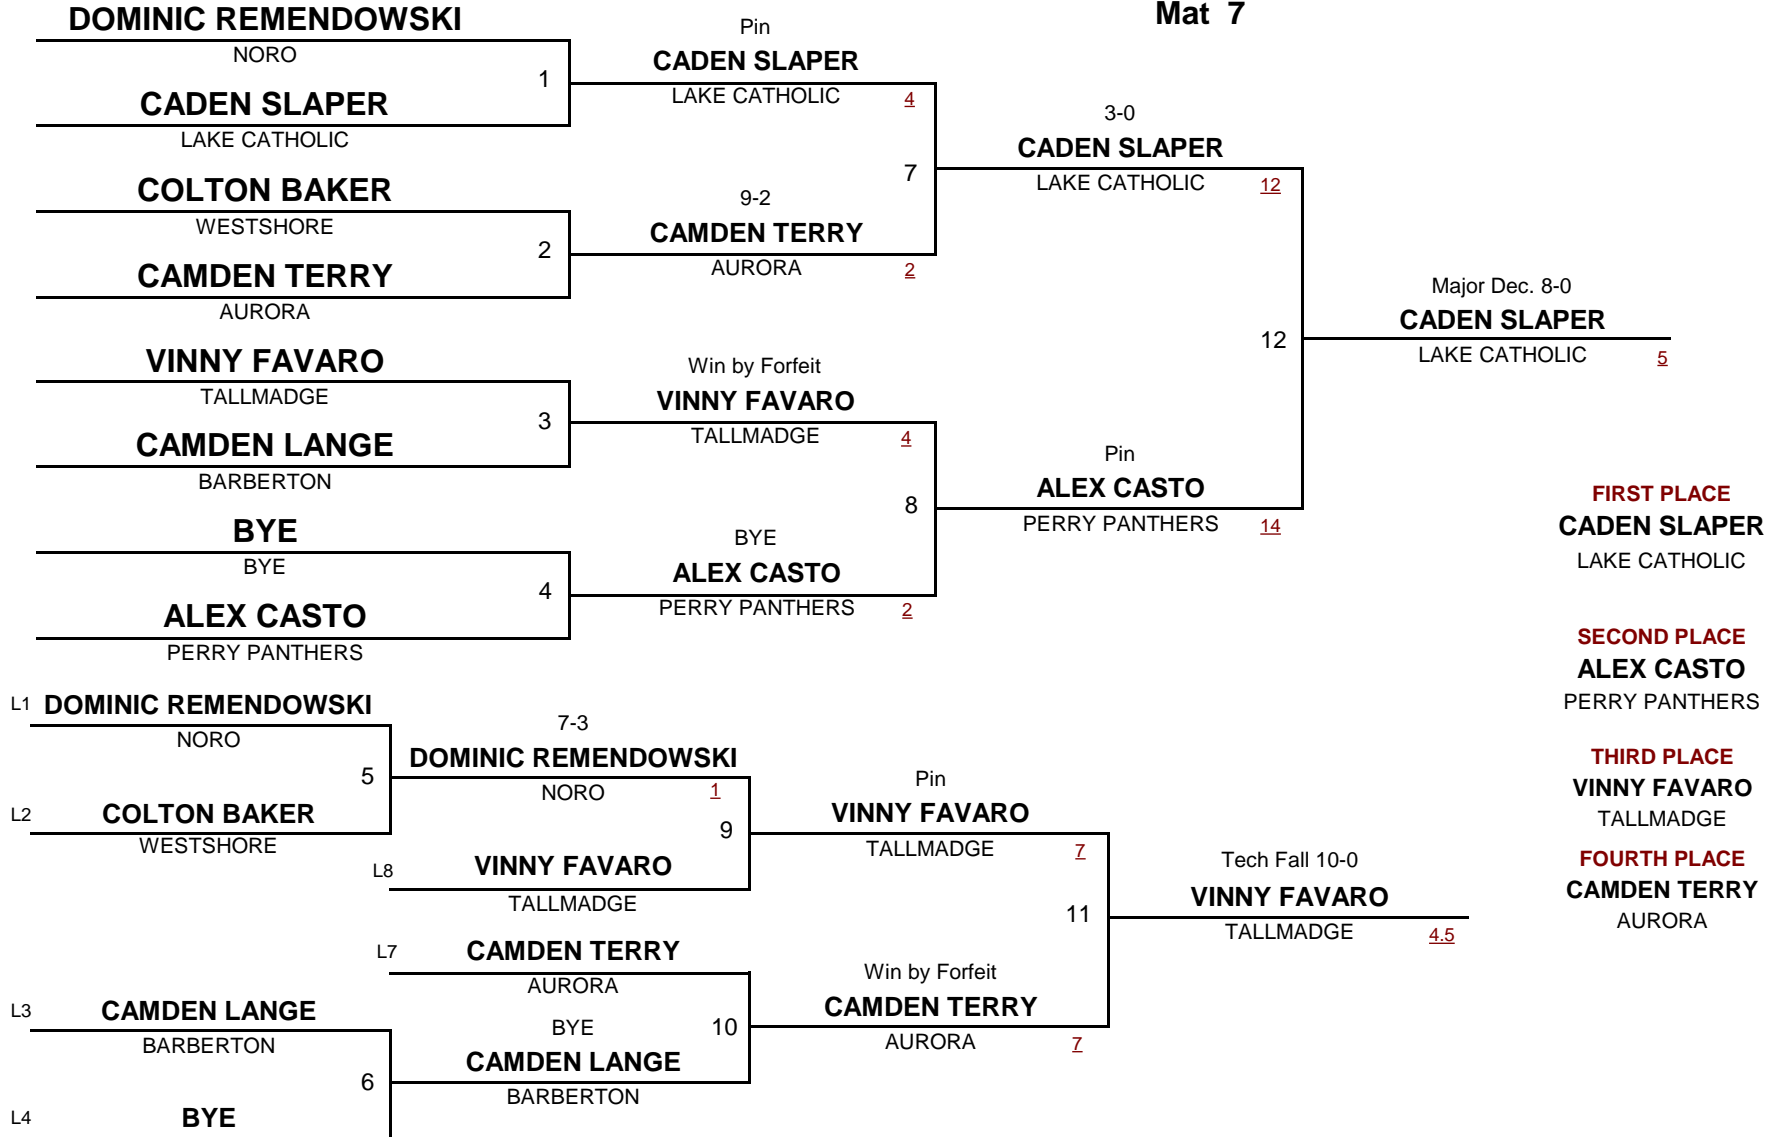 Mat 7
DOMINIC REMENDOWSKI
NORO
1
CADEN SLAPER
LAKE CATHOLIC
Pin
CADEN SLAPER
LAKE CATHOLIC
4
COLTON BAKER
WESTSHORE
2
CAMDEN TERRY
AURORA
9-2
CAMDEN TERRY
AURORA
2
7
3-0
CADEN SLAPER
LAKE CATHOLIC
12
VINNY FAVARO
TALLMADGE
3
CAMDEN LANGE
BARBERTON
Win by Forfeit
VINNY FAVARO
TALLMADGE
4
BYE
BYE
4
ALEX CASTO
PERRY PANTHERS
BYE
ALEX CASTO
PERRY PANTHERS
2
8
Pin
ALEX CASTO
PERRY PANTHERS
14
12
Major Dec. 8-0
CADEN SLAPER
LAKE CATHOLIC
5
FIRST PLACE
CADEN SLAPER
LAKE CATHOLIC
SECOND PLACE
ALEX CASTO
PERRY PANTHERS
THIRD PLACE
VINNY FAVARO
TALLMADGE
FOURTH PLACE
CAMDEN TERRY
AURORA
L1 DOMINIC REMENDOWSKI
NORO
5
L2 COLTON BAKER
WESTSHORE
7-3
DOMINIC REMENDOWSKI
NORO
1
9
L8 VINNY FAVARO
TALLMADGE
Pin
VINNY FAVARO
TALLMADGE
7
L7 CAMDEN TERRY
AURORA
L3 CAMDEN LANGE
BARBERTON
6
L4 BYE
BYE
CAMDEN LANGE
BARBERTON
10
Win by Forfeit
CAMDEN TERRY
AURORA
7
11
Tech Fall 10-0
VINNY FAVARO
TALLMADGE
4.5